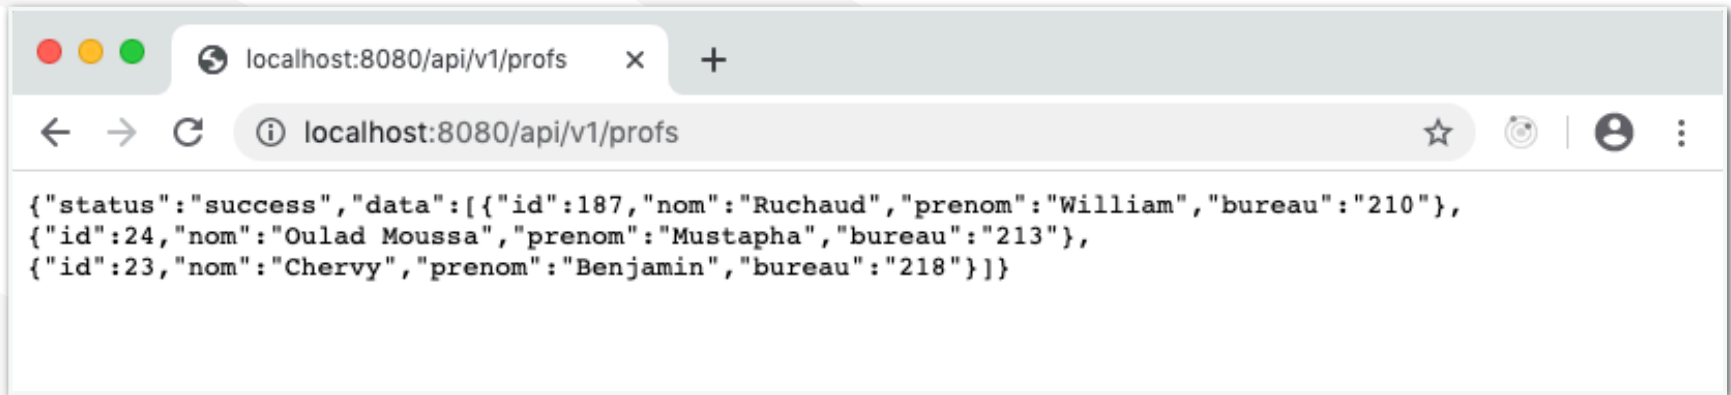 localhost:8080/api/v1/profs
localhost:8080/api/v1/profs
{"status":"success","data":[{"id":187,"nom":"Ruchaud","prenom":"William","bureau":"210"},
{"id":24,"nom":"Oulad Moussa","prenom":"Mustapha","bureau":"213"},
{"id":23,"nom":"Chervy","prenom":"Benjamin","bureau":"218"}]}